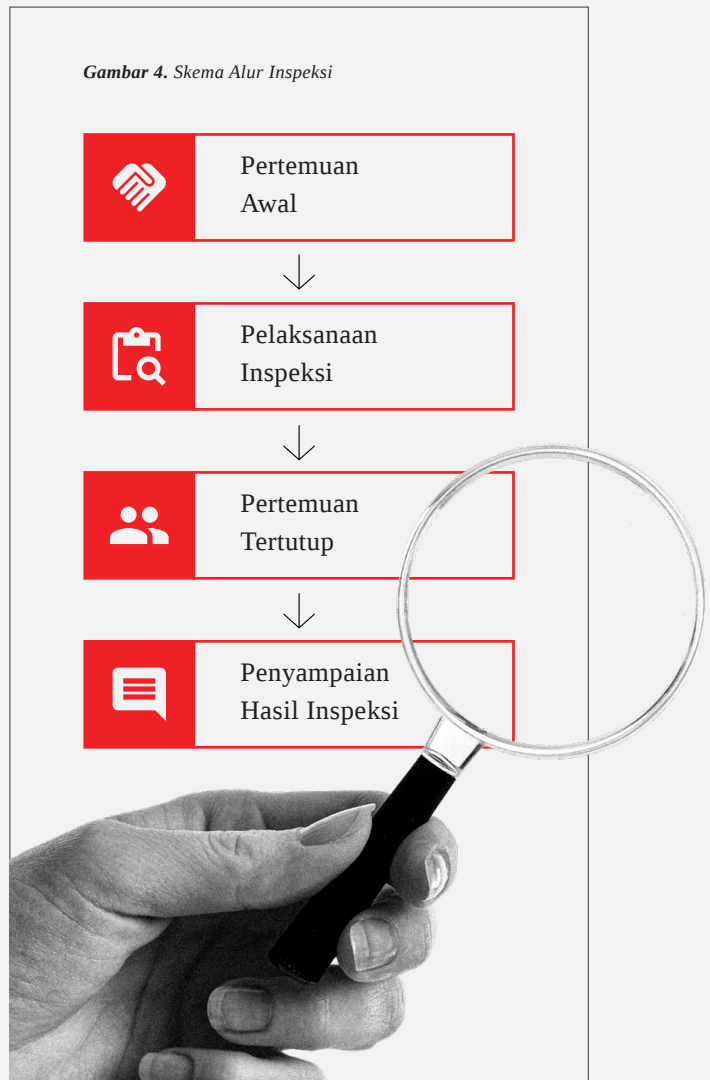 Gambar 4. Skema Alur Inspeksi
Pertemuan
Awal
Pelaksanaan
Inspeksi
Pertemuan
Tertutup
Penyampaian
Hasil Inspeksi